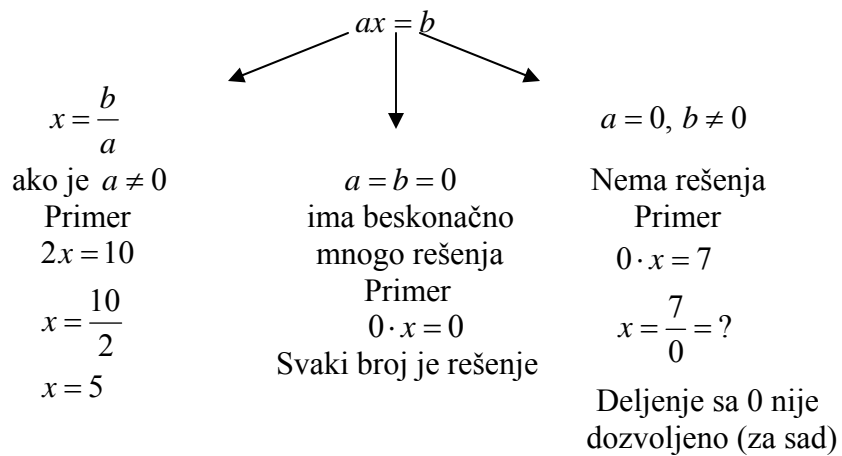 ax = b
x = b/a
ako je a ≠ 0
Primer
2x = 10
x = 10/2
x = 5
a = b = 0
ima beskonačno
mnogo rešenja
Primer
0 · x = 0
Svaki broj je rešenje
a = 0, b ≠ 0
Nema rešenja
Primer
0 · x = 7
x = 7/0 = ?
Deljenje sa 0 nije
dozvoljeno (za sad)